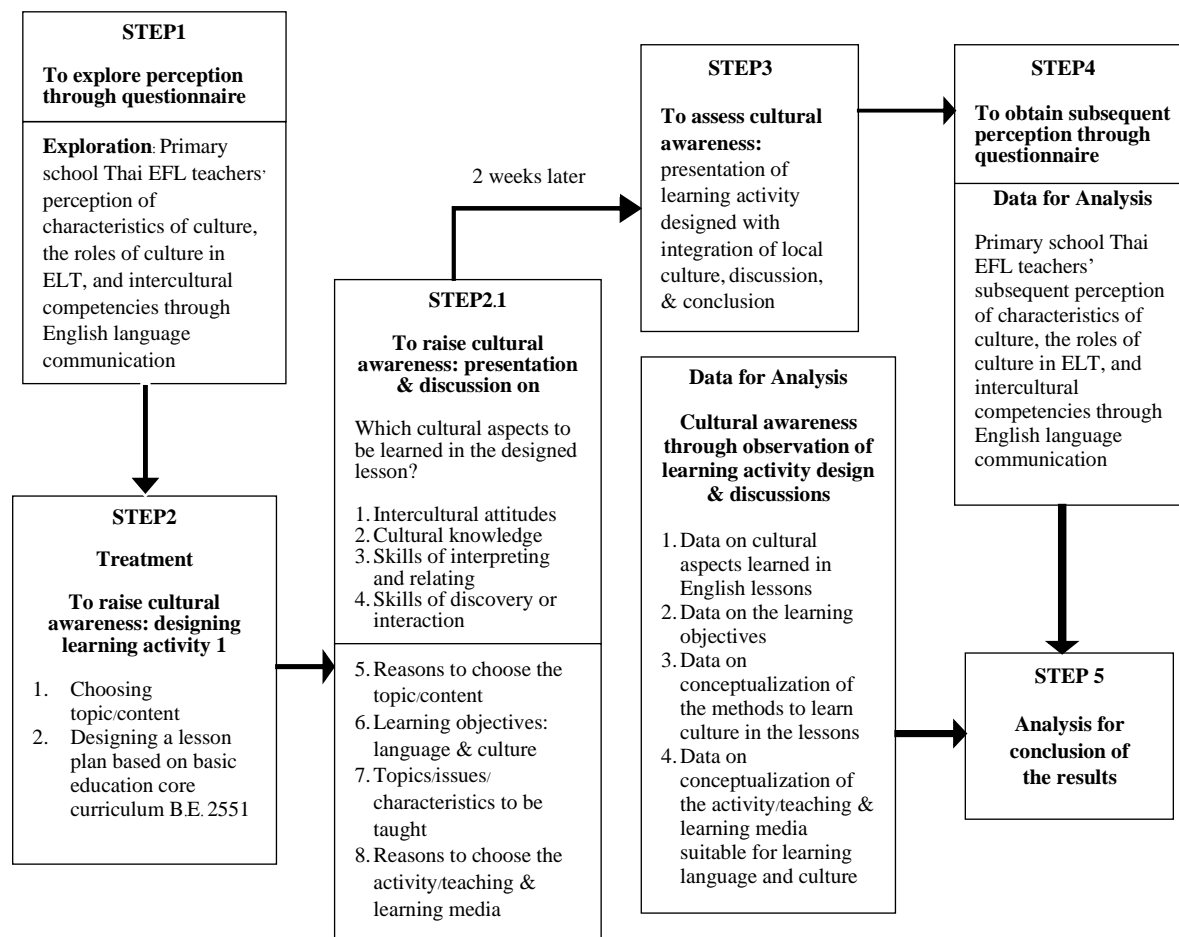 STEP1
To explore perception
through questionnaire
Exploration: Primary
school Thai EFL teachers'
perception of
characteristics of culture,
the roles of culture in
ELT, and intercultural
competencies through
English language
communication
STEP2
Treatment
To raise cultural
awareness: designing
learning activity 1
1. Choosing
topic/content
2. Designing a lesson
plan based on basic
education core
curriculum B.E. 2551
STEP2.1
To raise cultural
awareness: presentation
& discussion on
Which cultural aspects to
be learned in the designed
lesson?
1. Intercultural attitudes
2. Cultural knowledge
3. Skills of interpreting
and relating
4. Skills of discovery or
interaction
5. Reasons to choose the
topic/content
6. Learning objectives:
language & culture
7. Topics/issues/
characteristics to be
taught
8. Reasons to choose the
activity/teaching &
learning media
2 weeks later
STEP3
To assess cultural
awareness:
presentation of
learning activity
designed with
integration of local
culture, discussion,
& conclusion
Data for Analysis
Cultural awareness
through observation of
learning activity design
& discussions
1. Data on cultural
aspects learned in
English lessons
2. Data on the learning
objectives
3. Data on
conceptualization of
the methods to learn
culture in the lessons
4. Data on
conceptualization of
the activity/teaching &
learning media
suitable for learning
language and culture
STEP4
To obtain subsequent
perception through
questionnaire
Data for Analysis
Primary school Thai
EFL teachers'
subsequent perception
of characteristics of
culture, the roles of
culture in ELT, and
intercultural
competencies through
English language
communication
STEP 5
Analysis for
conclusion of
the results